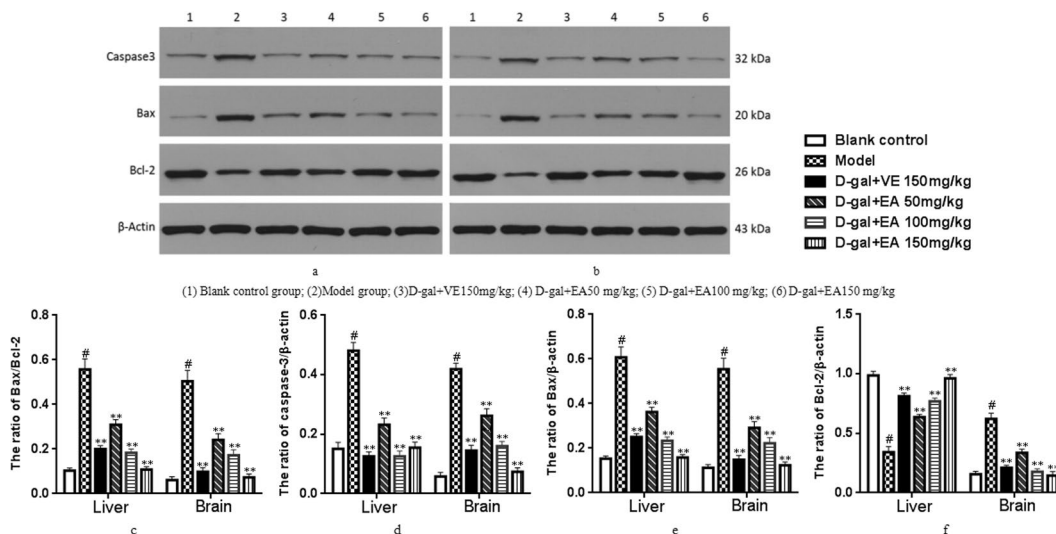 1 2 3 4 5 6 1 2 3 4 5 6
Caspase3 32 kDa
Bax 20 kDa
Bcl-2 26 kDa
β-Actin 43 kDa
a b
Blank control
Model
D-gal+VE 150mg/kg
D-gal+EA 50mg/kg
D-gal+EA 100mg/kg
D-gal+EA 150mg/kg
(1) Blank control group; (2)Model group; (3)D-gal+VE150mg/kg; (4) D-gal+EA50 mg/kg; (5) D-gal+EA100 mg/kg; (6) D-gal+EA150 mg/kg
The ratio of Bax/Bcl-2
0.8
0.6
0.4
0.2
0.0
# ** ** ** ** # ** ** ** **
Liver Brain
c
The ratio of caspase-3/β-actin
0.6
0.4
0.2
0.0
# ** ** ** ** # ** ** ** **
Liver Brain
d
The ratio of Bax/β-actin
0.8
0.6
0.4
0.2
0.0
# ** ** ** ** # ** ** ** **
Liver Brain
e
The ratio of Bcl-2/β-actin
1.5
1.0
0.5
0.0
# ** ** ** ** # ** ** ** **
Liver Brain
f